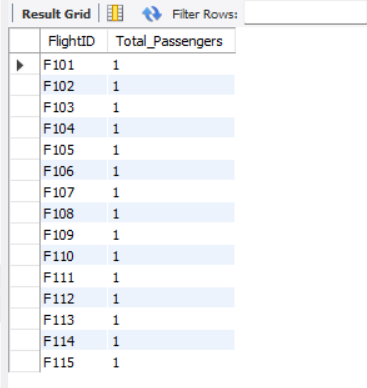 Result Grid Filter Rows:
FlightID Total_Passengers
F101 1
F102 1
F103 1
F104 1
F105 1
F106 1
F107 1
F108 1
F109 1
F110 1
F111 1
F112 1
F113 1
F114 1
F115 1